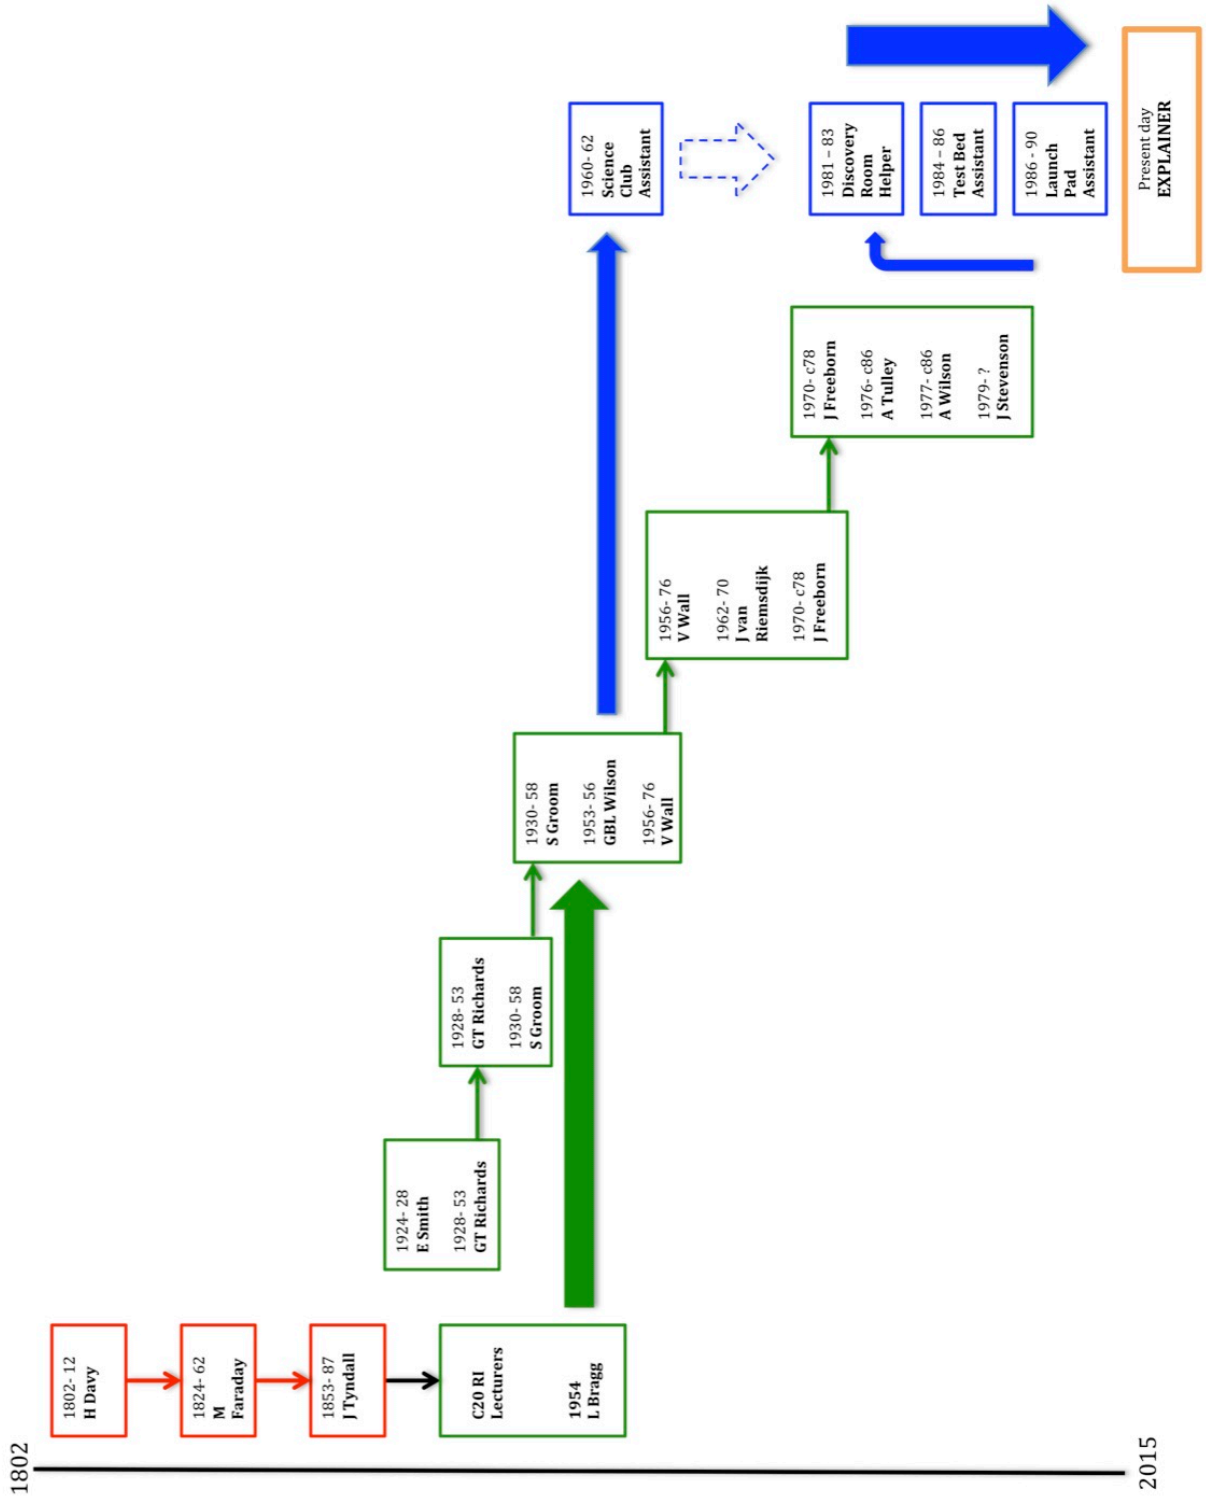 1802
1802- 12
H Davy
1824- 62
M
Faraday
1853- 87
J Tyndall
C20 RI
Lecturers
1954
L Bragg
1924- 28
E Smith
1928- 53
GT Richards
1928- 53
GT Richards
1930- 58
S Groom
1930- 58
S Groom
1953- 56
GBL Wilson
1956- 76
V Wall
1956- 76
V Wall
1962- 70
J van
Riemsdijk
1970- c78
J Freeborn
1970- c78
J Freeborn
1976- c86
A Tulley
1977- c86
A Wilson
1979- ?
J Stevenson
1960- 62
Science
Club
Assistant
1981 – 83
Discovery
Room
Helper
1984 – 86
Test Bed
Assistant
1986 - 90
Launch
Pad
Assistant
Present day
EXPLAINER
2015